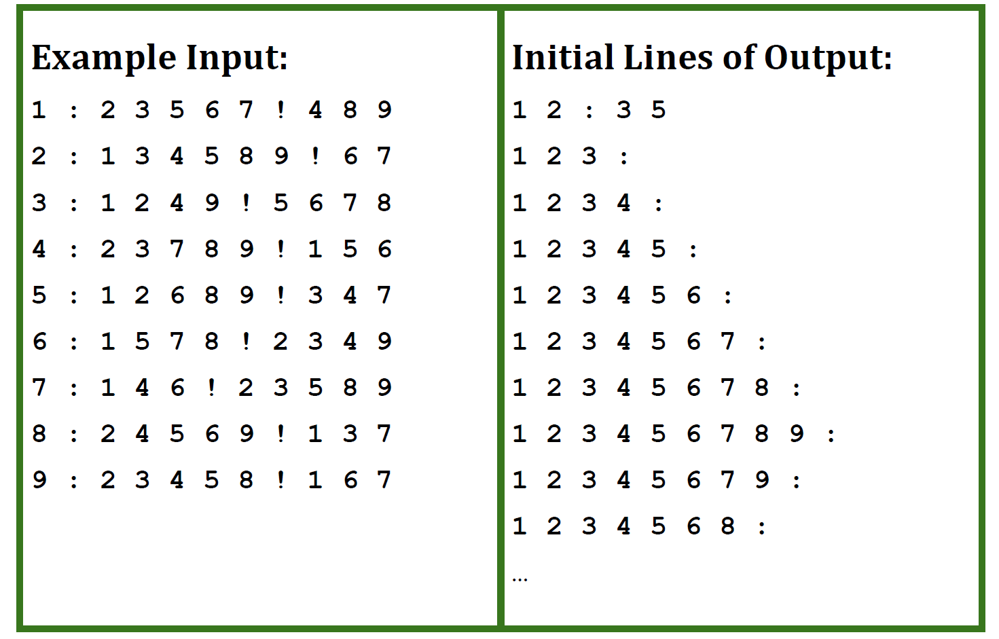 Example Input:
1 : 2 3 5 6 7 ! 4 8 9
2 : 1 3 4 5 8 9 ! 6 7
3 : 1 2 4 9 ! 5 6 7 8
4 : 2 3 7 8 9 ! 1 5 6
5 : 1 2 6 8 9 ! 3 4 7
6 : 1 5 7 8 ! 2 3 4 9
7 : 1 4 6 ! 2 3 5 8 9
8 : 2 4 5 6 9 ! 1 3 7
9 : 2 3 4 5 8 ! 1 6 7
Initial Lines of Output:
1 2 : 3 5
1 2 3 :
1 2 3 4 :
1 2 3 4 5 :
1 2 3 4 5 6 :
1 2 3 4 5 6 7 :
1 2 3 4 5 6 7 8 :
1 2 3 4 5 6 7 8 9 :
1 2 3 4 5 6 7 9 :
1 2 3 4 5 6 8 :
...